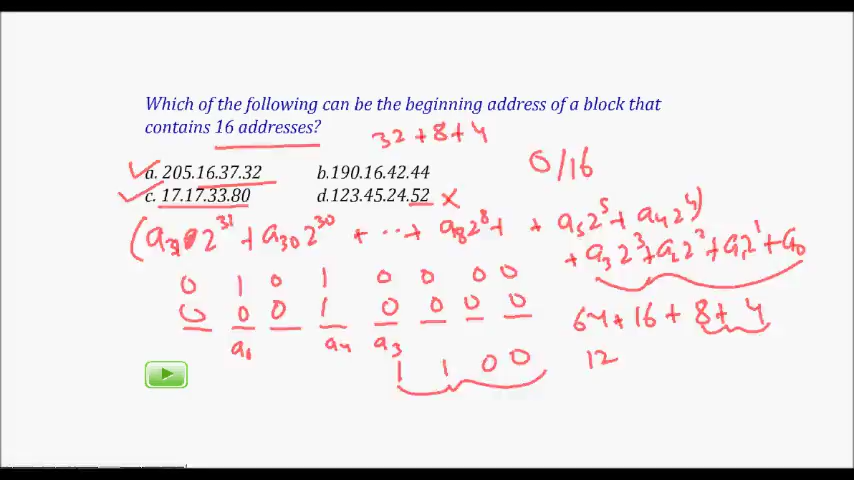 Which of the following can be the beginning address of a block that
contains 16 addresses?
32+8+4
a. 205.16.37.32 b.190.16.42.44
0/16
c. 17.17.33.80 d.123.45.24.52 x
+ ... + a8 2^8 + + a5 2^5 + a4 2^4)
+ a3 2^3 + a2 2^2 + a1 2^1 + a0
0 1 0 1 0 0 0 0
0 0 0 1 0 0 0 0
64+16+8+4
a4 a3
1 1 0 0
12